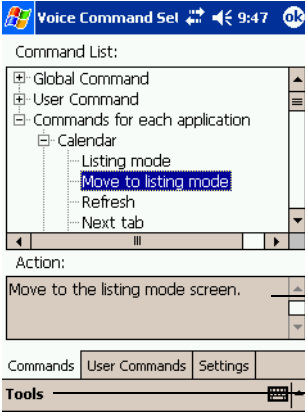 Voice Command Set 9:47 ok
Command List:
Global Command
User Command
Commands for each application
Calendar
Listing mode
Move to listing mode
Refresh
Next tab
Action:
Move to the listing mode screen.
Commands User Commands Settings
Tools